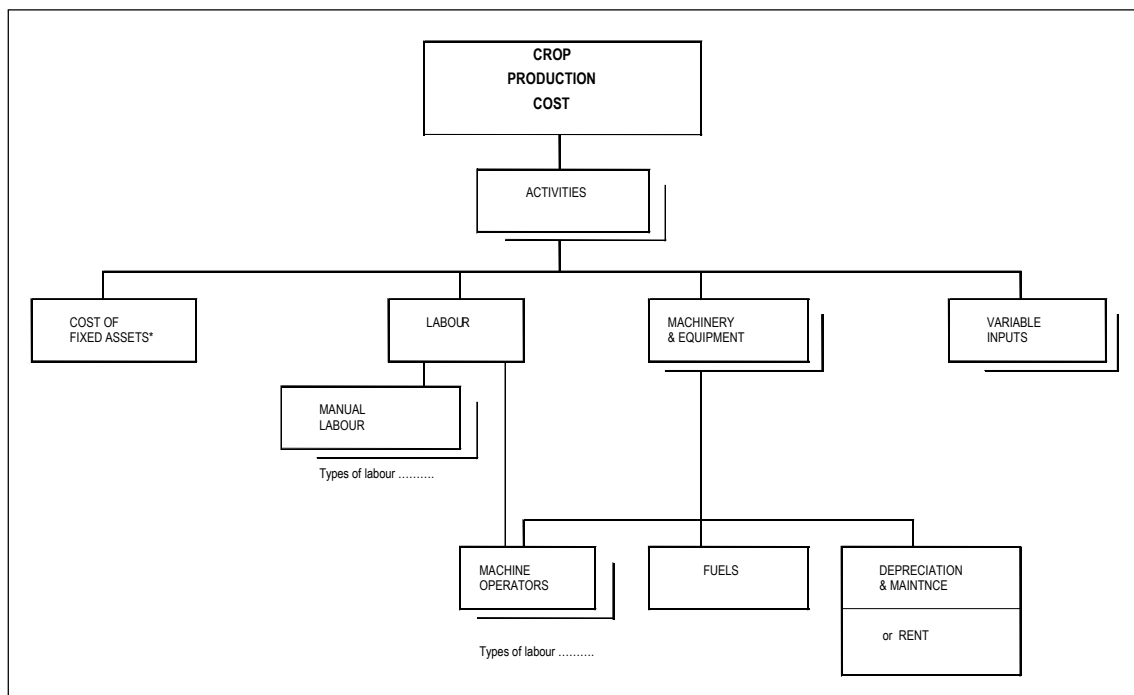 CROP
PRODUCTION
COST
ACTIVITIES
COST OF
FIXED ASSETS*
LABOUR
MACHINERY
& EQUIPMENT
VARIABLE
INPUTS
MANUAL
LABOUR
Types of labour ..........
MACHINE
OPERATORS
FUELS
DEPRECIATION
& MAINTNCE
or RENT
Types of labour ..........